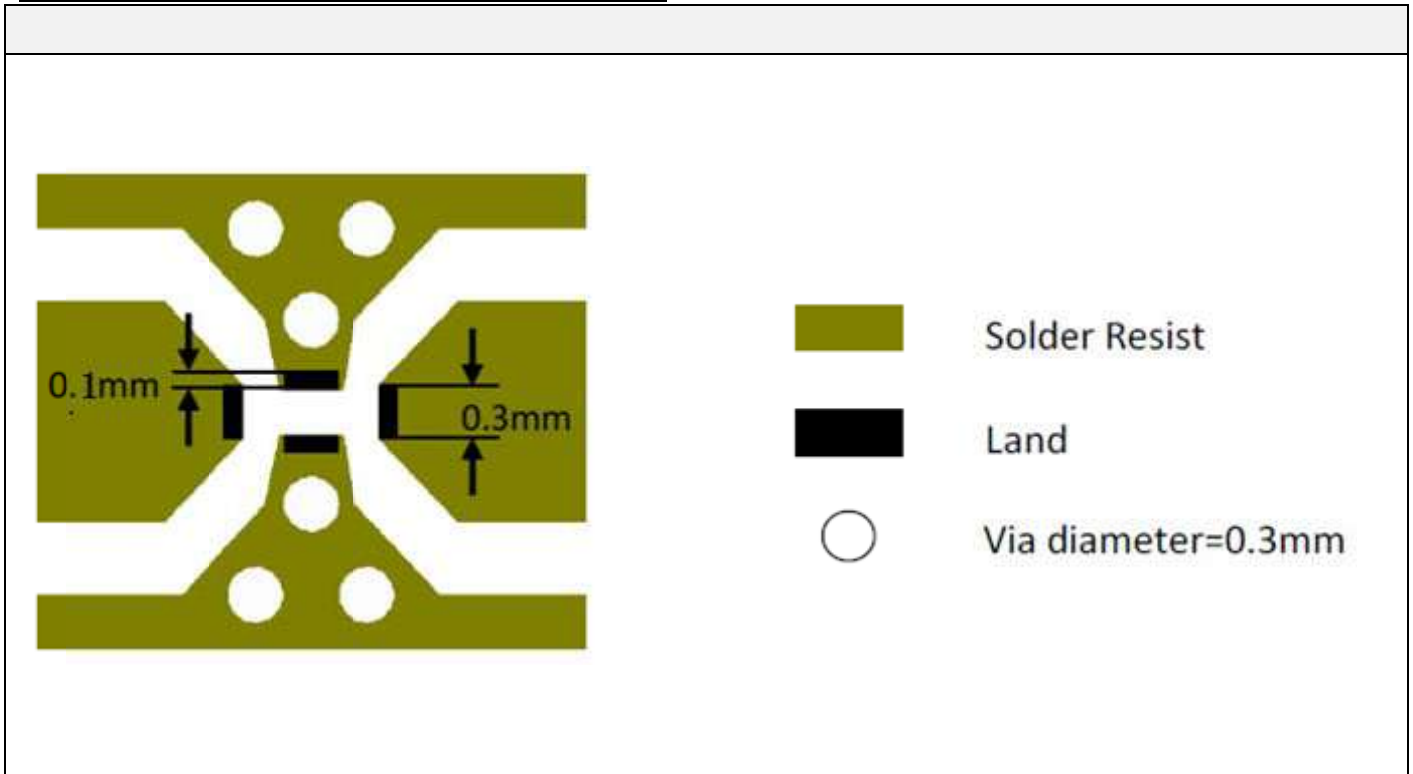 0.1mm
0.3mm
Solder Resist
Land
Via diameter=0.3mm